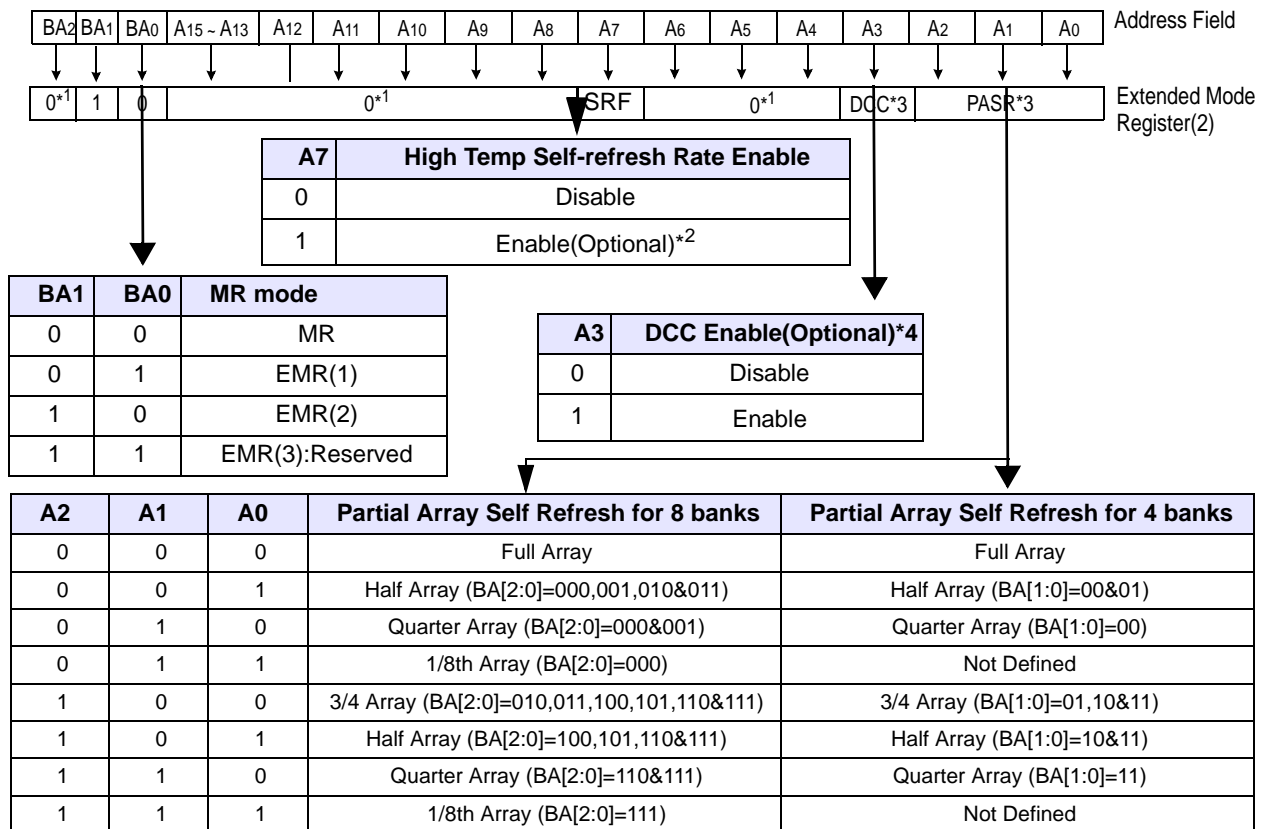 BA2 BA1 BA0 A15 ~ A13 A12 A11 A10 A9 A8 A7 A6 A5 A4 A3 A2 A1 A0 Address Field
0*1 1 0 0*1 SRF 0*1 DCC*3 PASR*3 Extended Mode
Register(2)
A7 High Temp Self-refresh Rate Enable
0 Disable
1 Enable(Optional)*2
BA1 BA0 MR mode
0 0 MR
0 1 EMR(1)
1 0 EMR(2)
1 1 EMR(3):Reserved
A3 DCC Enable(Optional)*4
0 Disable
1 Enable
A2 A1 A0 Partial Array Self Refresh for 8 banks Partial Array Self Refresh for 4 banks
0 0 0 Full Array Full Array
0 0 1 Half Array (BA[2:0]=000,001,010&011) Half Array (BA[1:0]=00&01)
0 1 0 Quarter Array (BA[2:0]=000&001) Quarter Array (BA[1:0]=00)
0 1 1 1/8th Array (BA[2:0]=000) Not Defined
1 0 0 3/4 Array (BA[2:0]=010,011,100,101,110&111) 3/4 Array (BA[1:0]=01,10&11)
1 0 1 Half Array (BA[2:0]=100,101,110&111) Half Array (BA[1:0]=10&11)
1 1 0 Quarter Array (BA[2:0]=110&111) Quarter Array (BA[1:0]=11)
1 1 1 1/8th Array (BA[2:0]=111) Not Defined